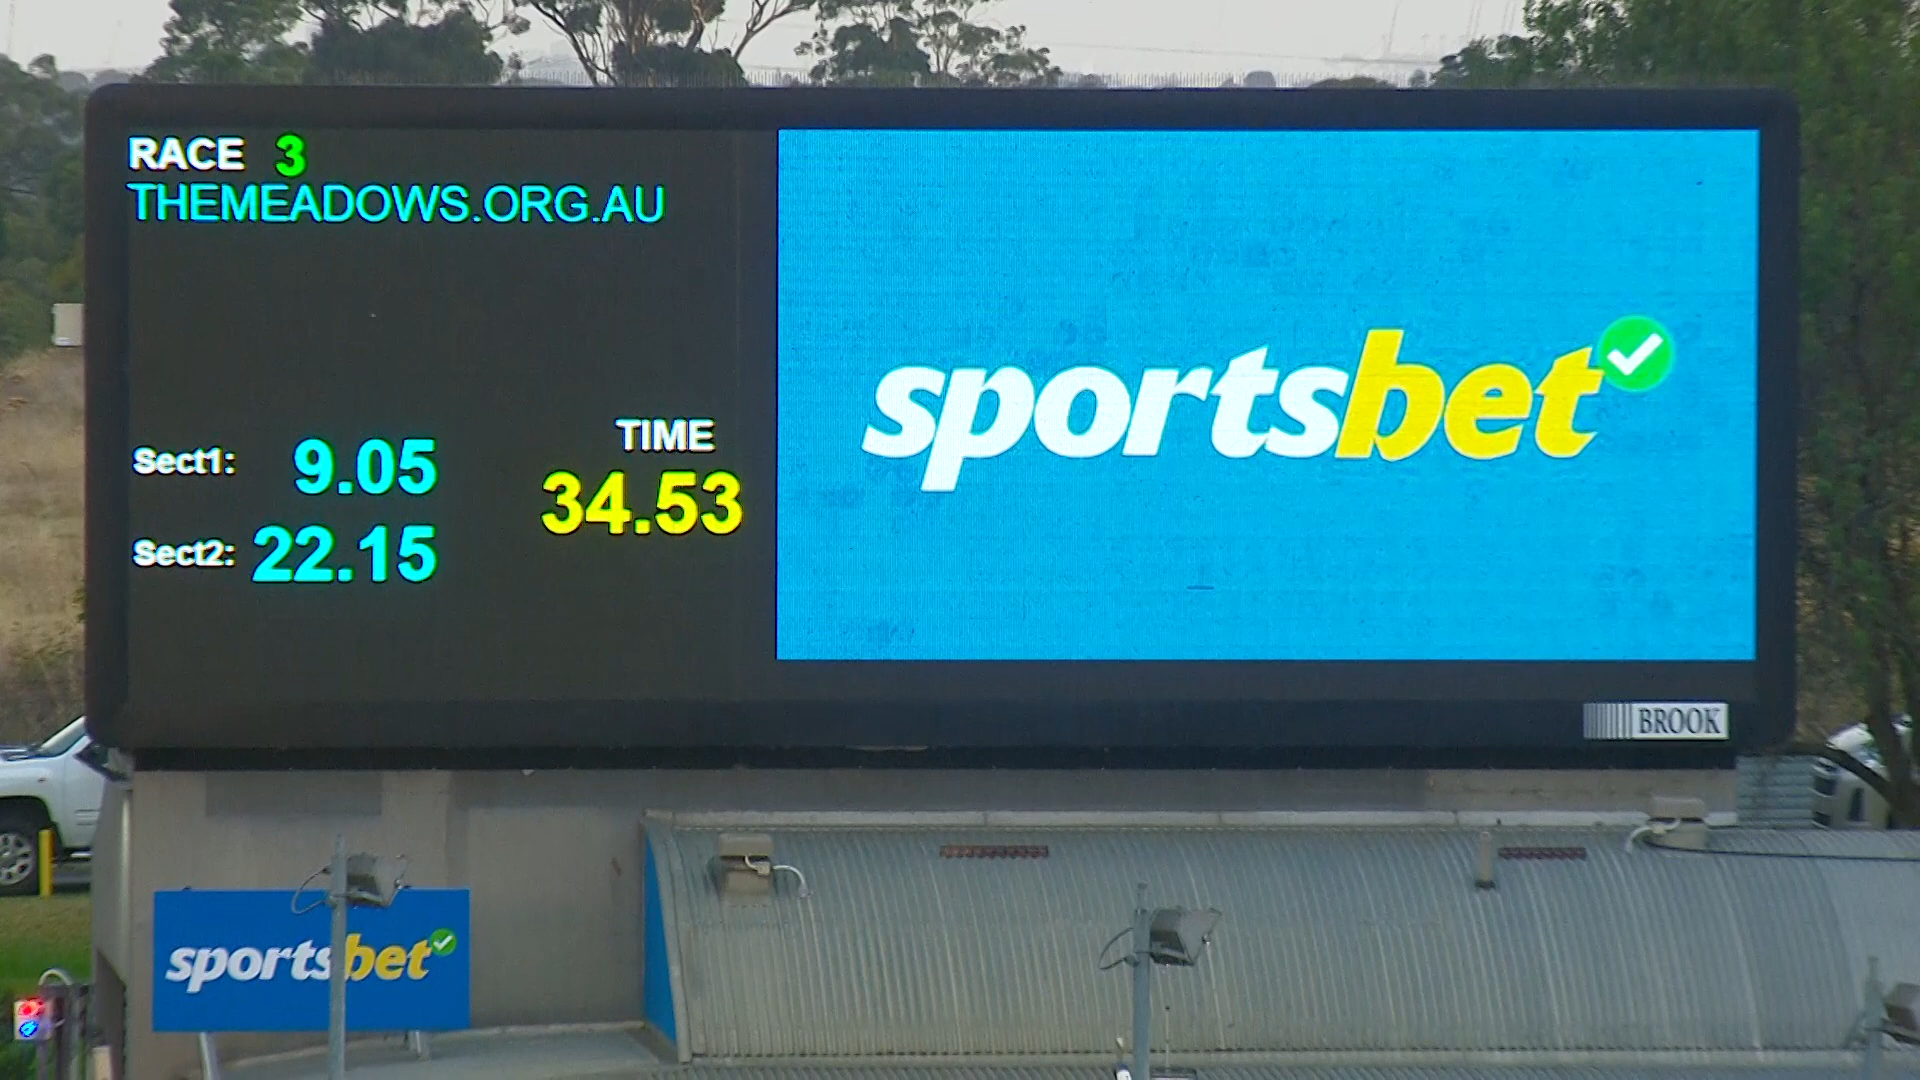 RACE 3
THEMEADOWS.ORG.AU
Sect1: 9.05
Sect2: 22.15
TIME
34.53
sportsbet
BROOK
sportsbet